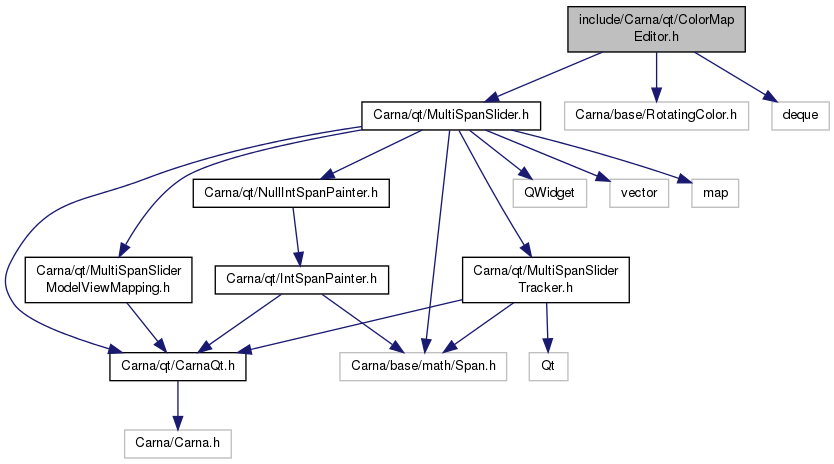 include/Carna/qt/ColorMap
Editor.h
Carna/qt/MultiSpanSlider.h
Carna/base/RotatingColor.h
deque
Carna/qt/NullIntSpanPainter.h
QWidget
vector
map
Carna/qt/MultiSpanSlider
ModelViewMapping.h
Carna/qt/IntSpanPainter.h
Carna/qt/MultiSpanSlider
Tracker.h
Carna/qt/CarnaQt.h
Carna/base/math/Span.h
Qt
Carna/Carna.h